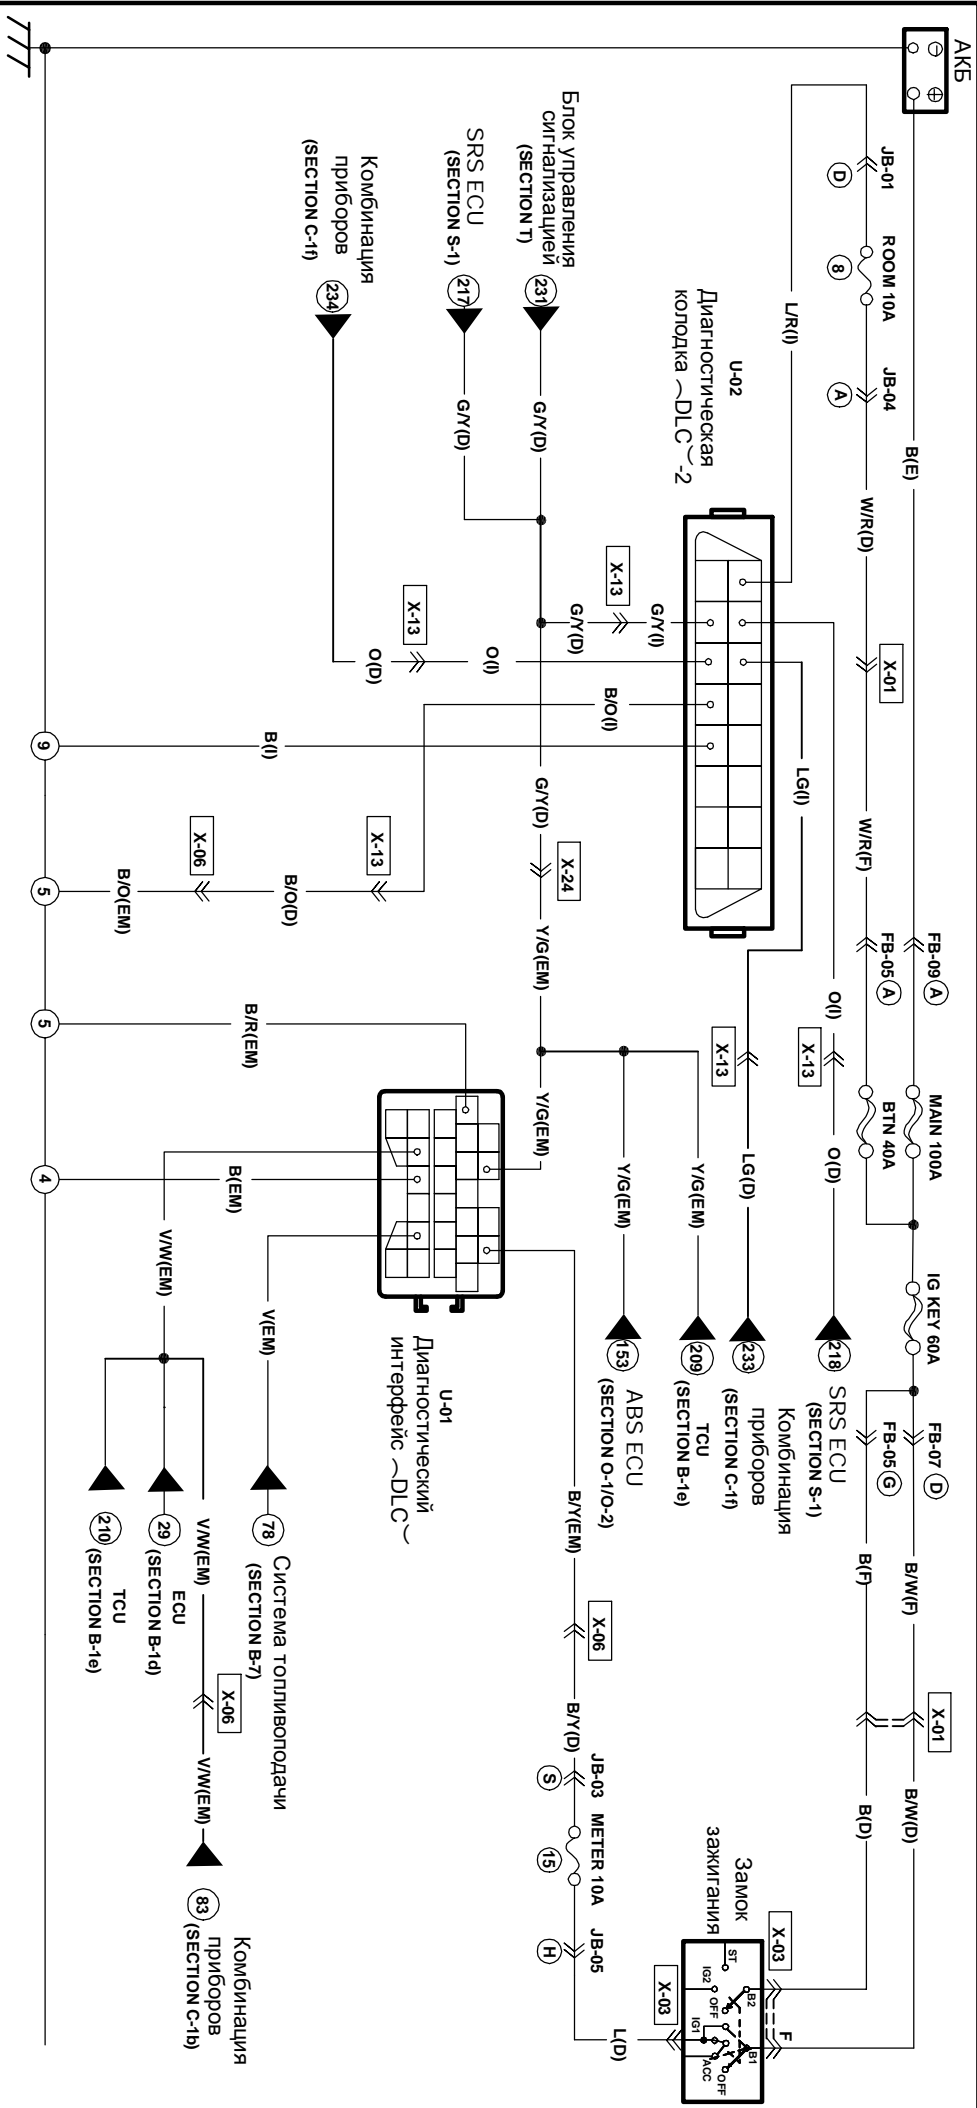 АКБ
B(E)
FB-09
A
MAIN 100A
IG KEY 60A
FB-07
D
B/W(F)
X-01
B/W(D)
JB-01
D
ROOM 10A
8
JB-04
A
W/R(D)
X-01
W/R(F)
FB-05
A
BTN 40A
FB-05
G
B(F)
B(D)
L/R(I)
U-02
Диагностическая
колодка (DLC)-2
O(I)
X-13
O(D)
218
SRS ECU
(SECTION S-1)
LG(I)
X-13
LG(D)
233
Комбинация
приборов
(SECTION C-1f)
Замок
зажигания
X-03
F
B2
B1
ST
IG2
OFF
IG1
ACC
OFF
X-03
L(D)
Y/G(EM)
209
TCU
(SECTION B-1e)
Y/G(EM)
153
ABS ECU
(SECTION O-1/O-2)
Блок управления
сигнализацией
(SECTION T)
231
G/Y(D)
SRS ECU
(SECTION S-1)
217
G/Y(D)
X-13
G/Y(I)
G/Y(D)
G/Y(D)
X-24
Y/G(EM)
Y/G(EM)
B/Y(EM)
X-06
B/Y(D)
JB-03
S
METER 10A
15
JB-05
H
Комбинация
приборов
(SECTION C-1f)
234
X-13
O(D)
O(I)
B/O(I)
X-13
B/O(D)
X-06
B/O(EM)
B(I)
B/R(EM)
B(EM)
U-01
Диагностический
интерфейс (DLC)
V(EM)
78
Система топливоподачи
(SECTION B-7)
V/W(EM)
V/W(EM)
X-06
V/W(EM)
83
Комбинация
приборов
(SECTION C-1b)
29
ECU
(SECTION B-1d)
210
TCU
(SECTION B-1e)
9
5
5
4